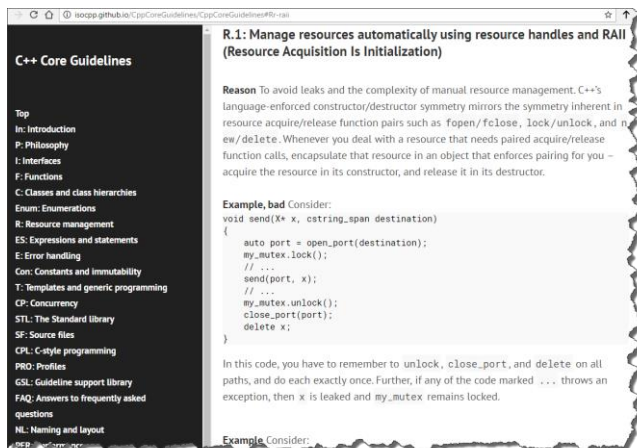 isocpp.github.io/CppCoreGuidelines/CppCoreGuidelines#Rr-raii
C++ Core Guidelines
Top
In: Introduction
P: Philosophy
I: Interfaces
F: Functions
C: Classes and class hierarchies
Enum: Enumerations
R: Resource management
ES: Expressions and statements
E: Error handling
Con: Constants and immutability
T: Templates and generic programming
CP: Concurrency
STL: The Standard library
SF: Source files
CPL: C-style programming
PRO: Profiles
GSL: Guideline support library
FAQ: Answers to frequently asked
questions
NL: Naming and layout
PER: Performance
R.1: Manage resources automatically using resource handles and RAII
(Resource Acquisition Is Initialization)
Reason To avoid leaks and the complexity of manual resource management. C++'s
language-enforced constructor/destructor symmetry mirrors the symmetry inherent in
resource acquire/release function pairs such as fopen/fclose, lock/unlock, and n
ew/delete. Whenever you deal with a resource that needs paired acquire/release
function calls, encapsulate that resource in an object that enforces pairing for you –
acquire the resource in its constructor, and release it in its destructor.
Example, bad Consider:
void send(X* x, cstring_span destination)
{
    auto port = open_port(destination);
    my_mutex.lock();
    // ...
    send(port, x);
    // ...
    my_mutex.unlock();
    close_port(port);
    delete x;
}
In this code, you have to remember to unlock, close_port, and delete on all
paths, and do each exactly once. Further, if any of the code marked ... throws an
exception, then x is leaked and my_mutex remains locked.
Example Consider: